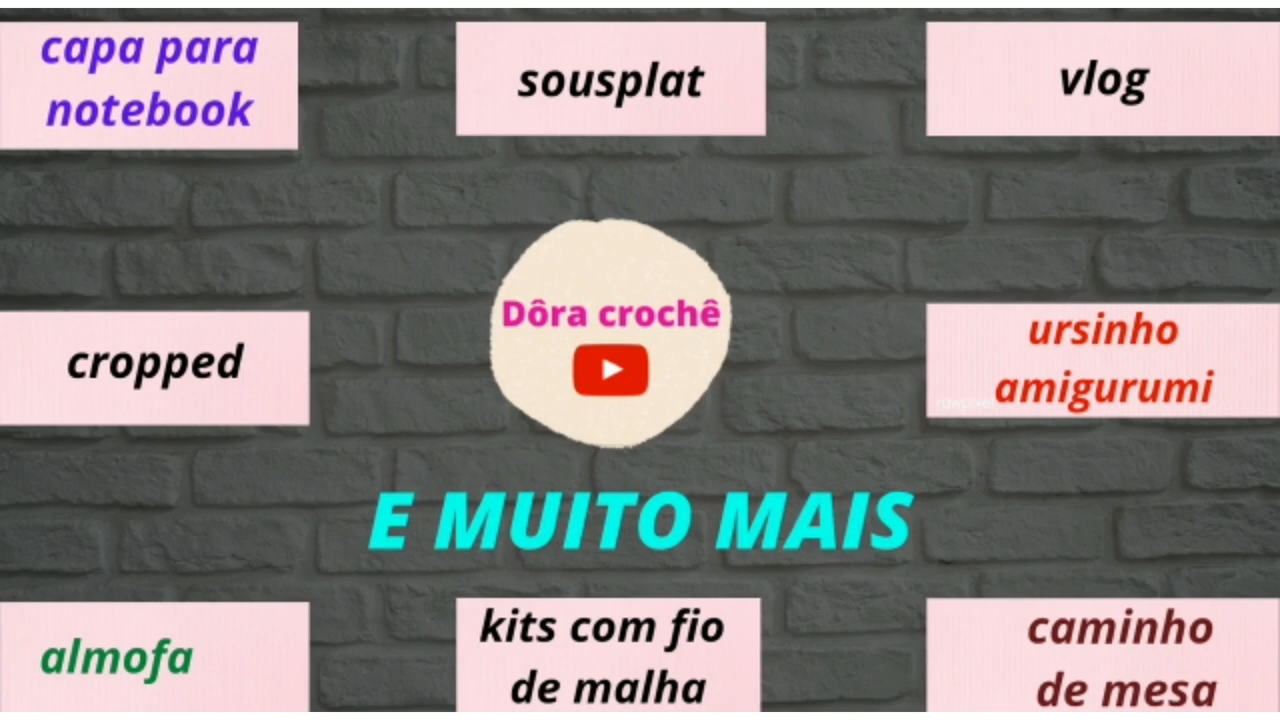 capa para
notebook
sousplat
vlog
Dôra crochê
cropped
ursinho
amigurumi
rawpixel
E MUITO MAIS
almofa
kits com fio
de malha
caminho
de mesa